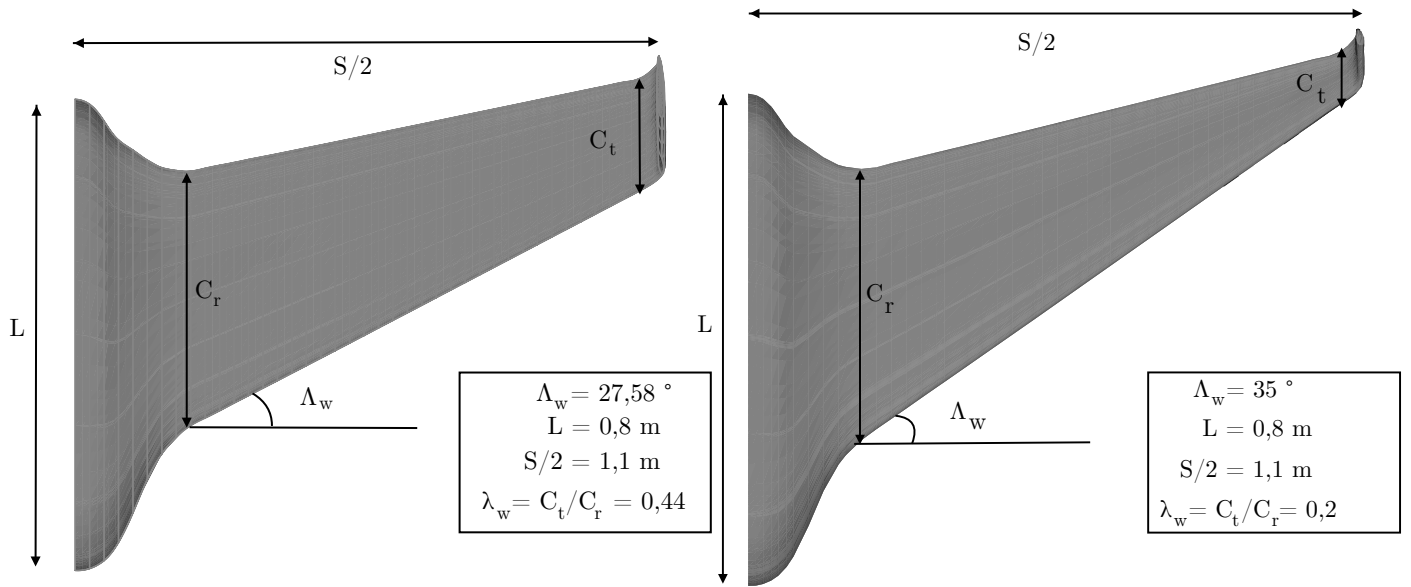 S/2
C_t
C_r
L
Λ_w
Λ_w = 27,58 °
L = 0,8 m
S/2 = 1,1 m
λ_w = C_t/C_r = 0,44
S/2
C_t
C_r
L
Λ_w
Λ_w = 35 °
L = 0,8 m
S/2 = 1,1 m
λ_w = C_t/C_r = 0,2